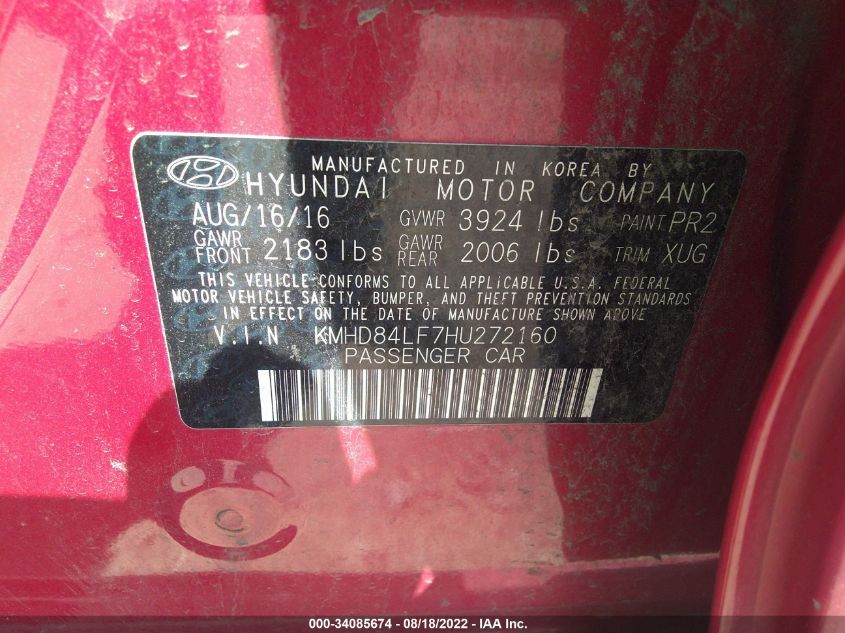 MANUFACTURED IN KOREA BY
HYUNDAI MOTOR COMPANY
AUG/16/16 GVWR 3924 lbs PAINT PR2
GAWR FRONT 2183 lbs GAWR REAR 2006 lbs TRIM XUG
THIS VEHICLE CONFORMS TO ALL APPLICABLE U.S.A. FEDERAL
MOTOR VEHICLE SAFETY, BUMPER, AND THEFT PREVENTION STANDARDS
IN EFFECT ON THE DATE OF MANUFACTURE SHOWN ABOVE
V.I.N KMHD84LF7HU272160
PASSENGER CAR
000-34085674 - 08/18/2022 - IAA Inc.